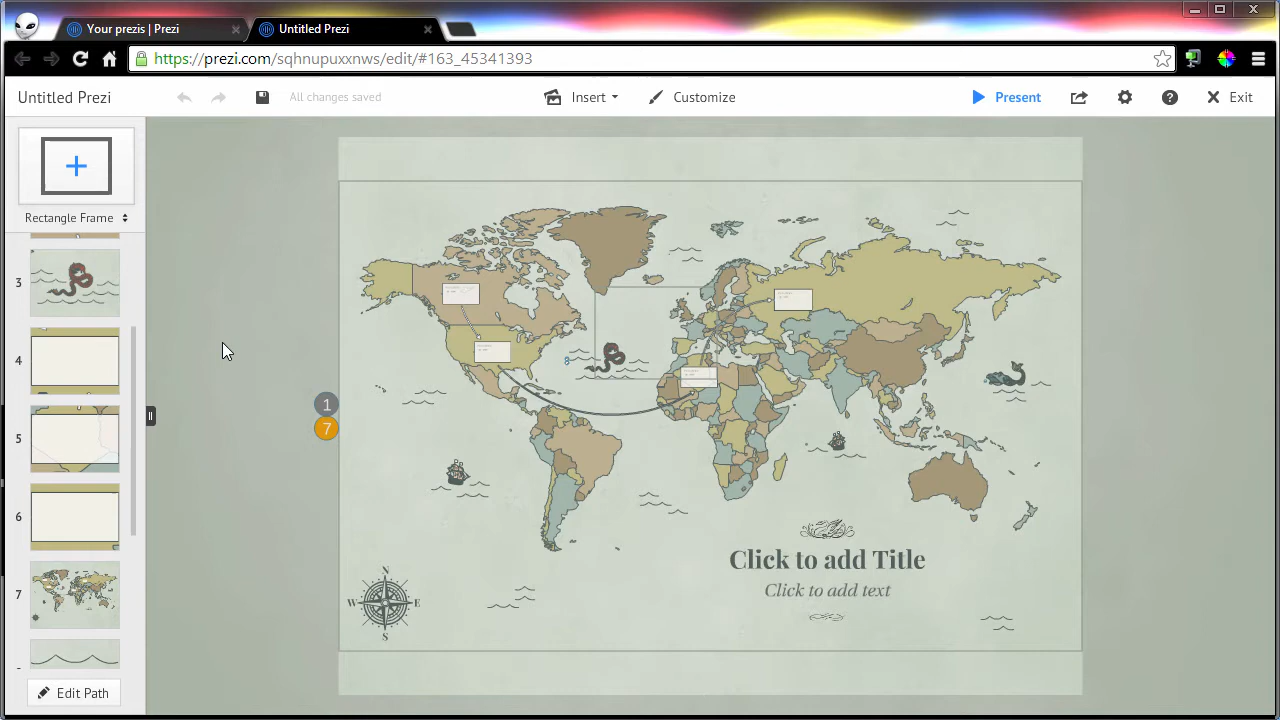 Your prezis | Prezi
Untitled Prezi
https://prezi.com/sqhnupuxxnws/edit/#163_45341393
Untitled Prezi
All changes saved
Insert
Customize
Present
Exit
Rectangle Frame
3
4
5
6
7
Edit Path
1
7
8
N
W
E
S
Click to add Title
Click to add text